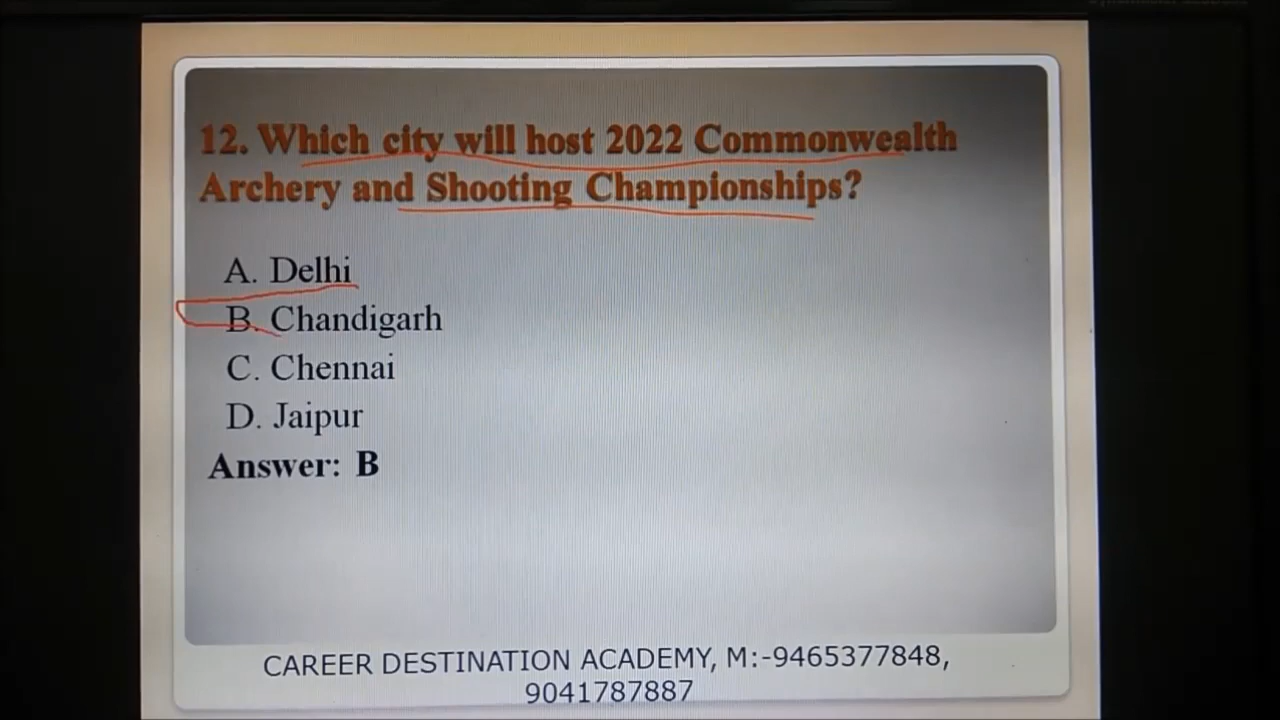 12. Which city will host 2022 Commonwealth
Archery and Shooting Championships?
A. Delhi
B. Chandigarh
C. Chennai
D. Jaipur
Answer: B
CAREER DESTINATION ACADEMY, M:-9465377848,
9041787887